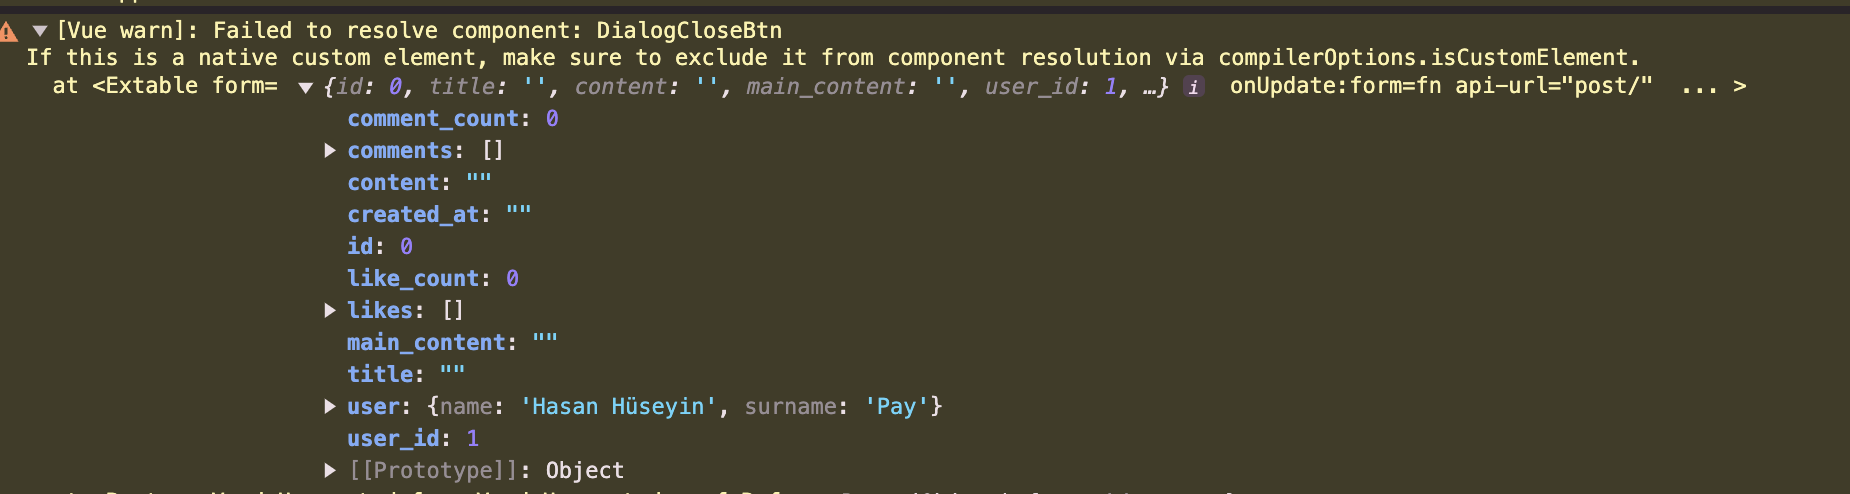 [Vue warn]: Failed to resolve component: DialogCloseBtn
If this is a native custom element, make sure to exclude it from component resolution via compilerOptions.isCustomElement.
at <Extable form= ▼ {id: 0, title: '', content: '', main_content: '', user_id: 1, …} i onUpdate:form=fn api-url="post/" ... >
comment_count: 0
comments: []
content: ""
created_at: ""
id: 0
like_count: 0
likes: []
main_content: ""
title: ""
user: {name: 'Hasan Hüseyin', surname: 'Pay'}
user_id: 1
[[Prototype]]: Object